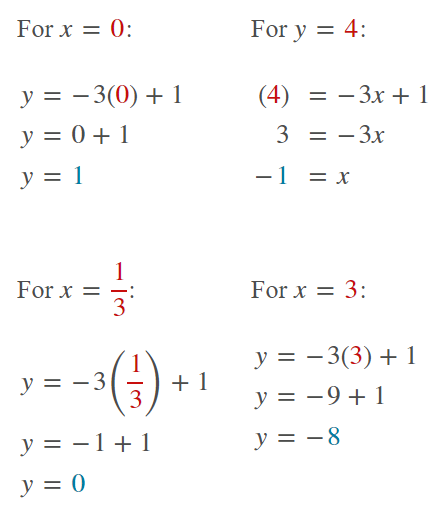 For x = 0:
y = −3(0) + 1
y = 0 + 1
y = 1
For y = 4:
(4) = −3x + 1
3 = −3x
−1 = x
For x = 1/3:
y = −3(1/3) + 1
y = −1 + 1
y = 0
For x = 3:
y = −3(3) + 1
y = −9 + 1
y = −8